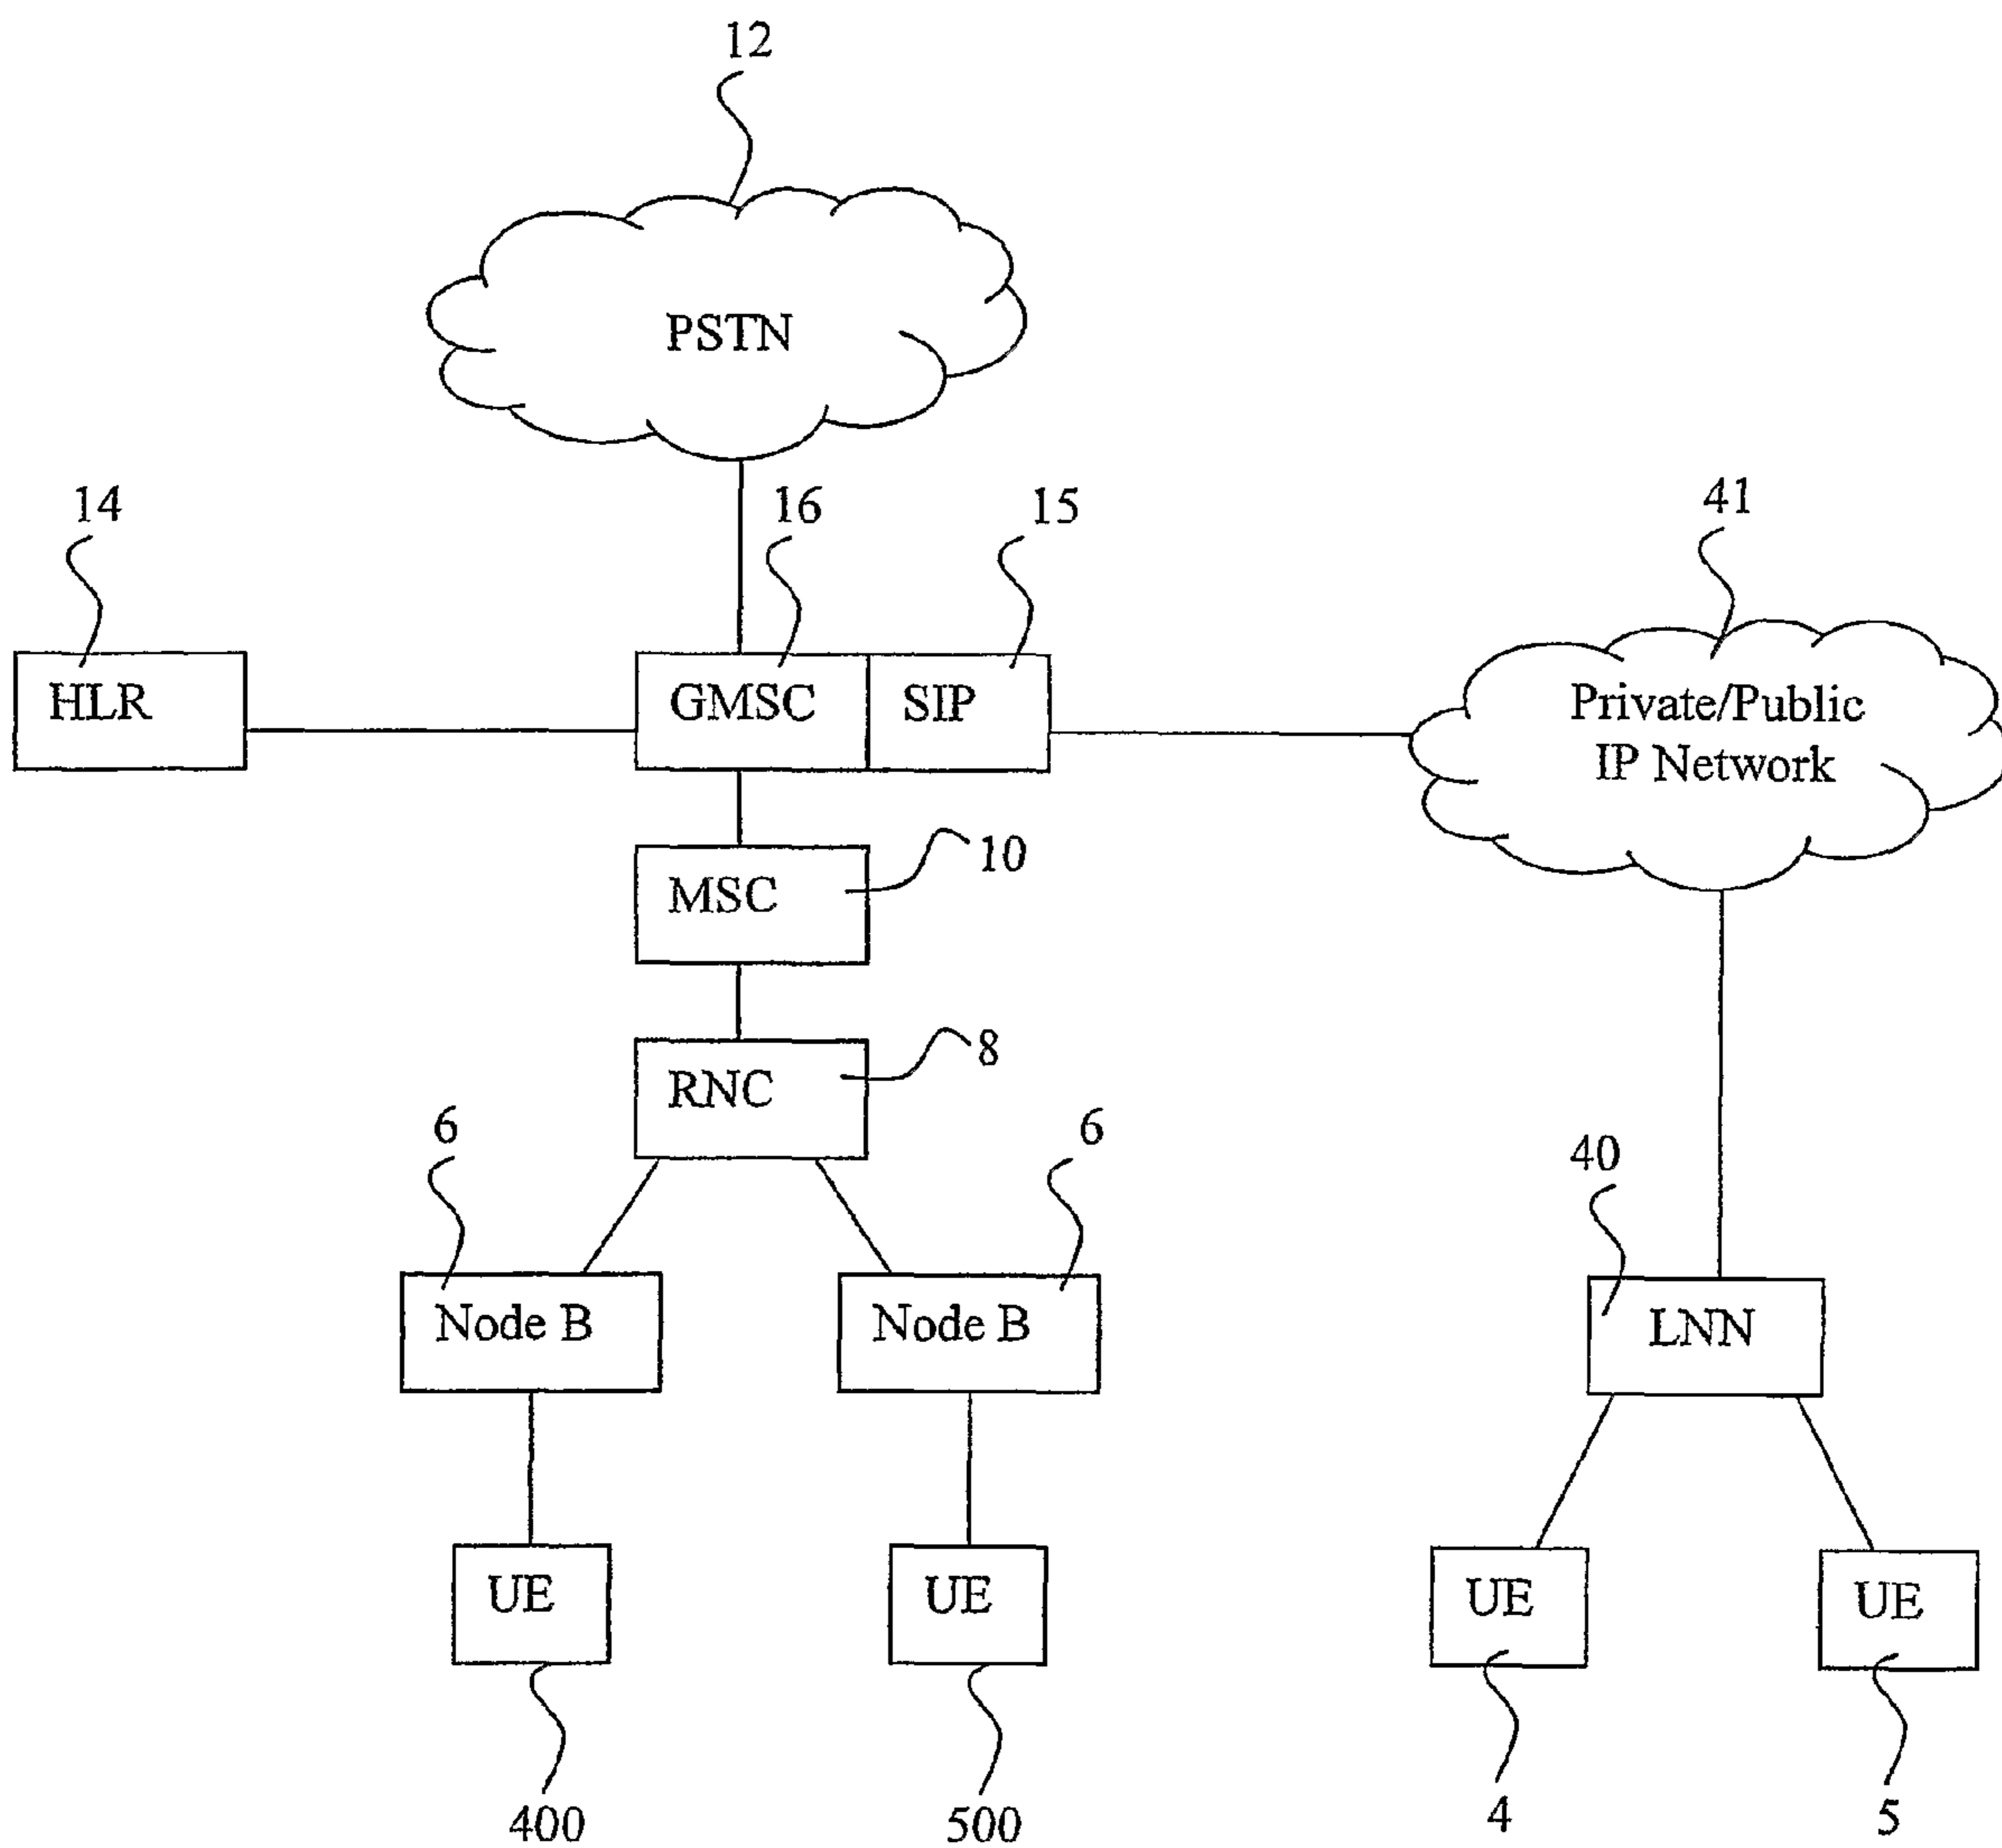 12
PSTN
14
16
15
41
HLR
GMSC
SIP
Private/Public
IP Network
10
MSC
8
RNC
6
6
40
Node B
Node B
LNN
UE
UE
UE
UE
400
500
4
5